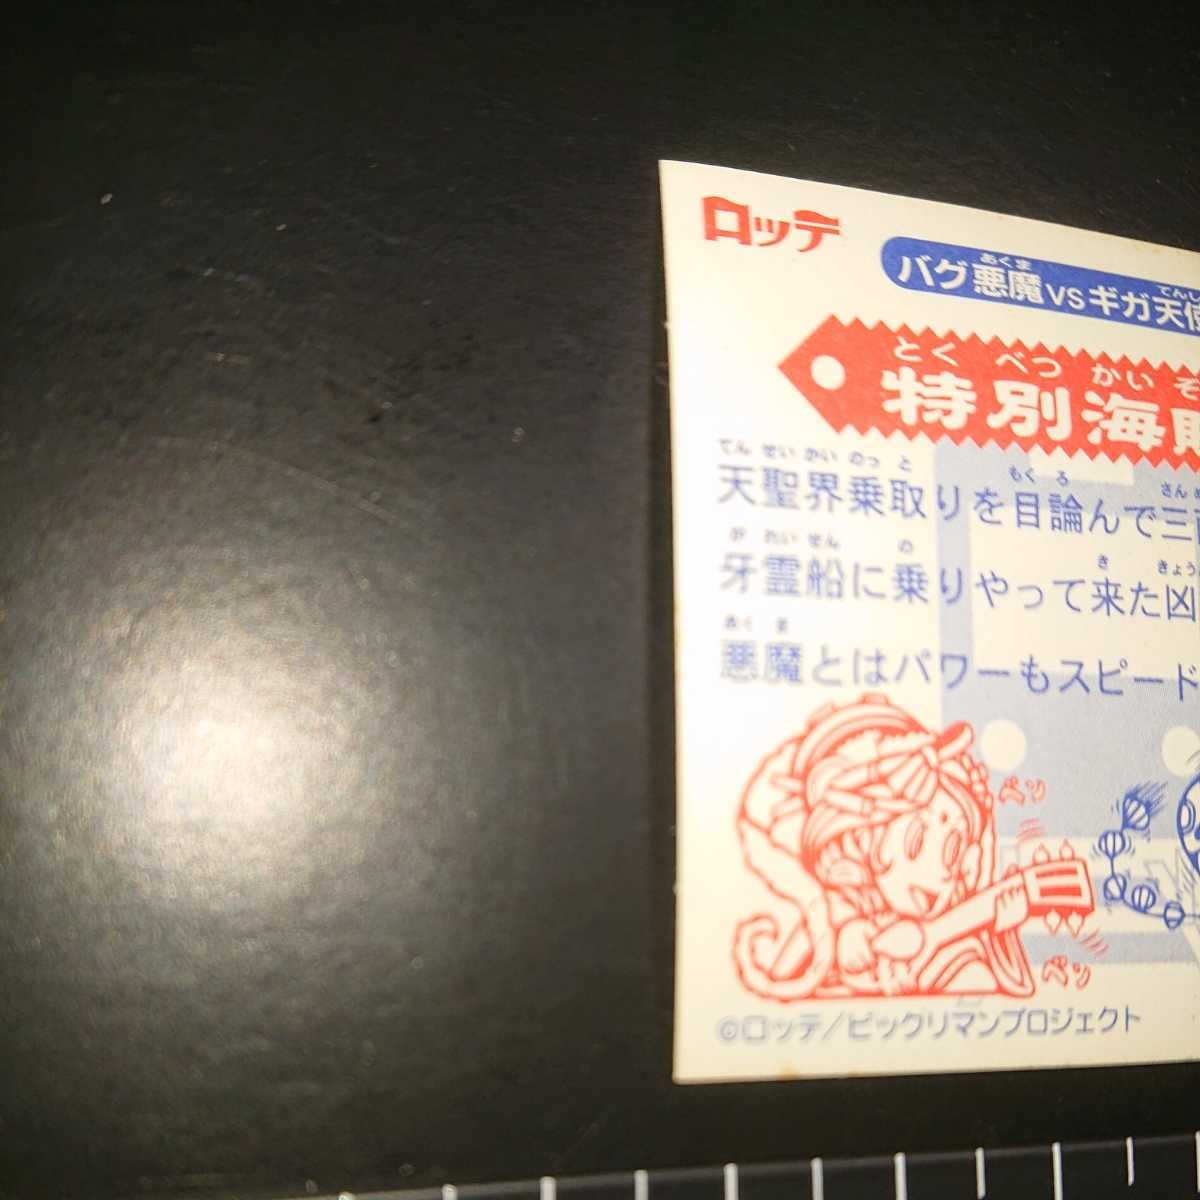 ロッテ
あくま てんし
バグ悪魔VSギガ天使
とく べつ かい ぞ
特別海賊
てん せい かい のっ と もく ろ さん
天聖界乗取りを目論んで三
が れい せん の き きょう
牙霊船に乗りやって来た凶
あく ま
悪魔とはパワーもスピード
ベン
ベン
©ロッテ/ビックリマンプロジェクト